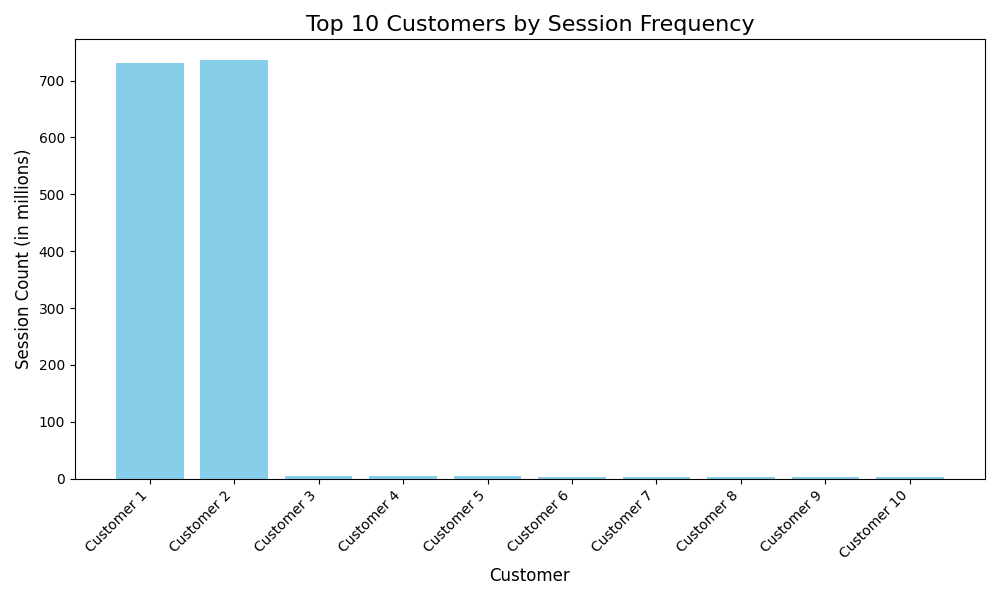 Top 10 Customers by Session Frequency
Session Count (in millions)
700
600
500
400
300
200
100
0
Customer 1
Customer 2
Customer 3
Customer 4
Customer 5
Customer 6
Customer 7
Customer 8
Customer 9
Customer 10
Customer